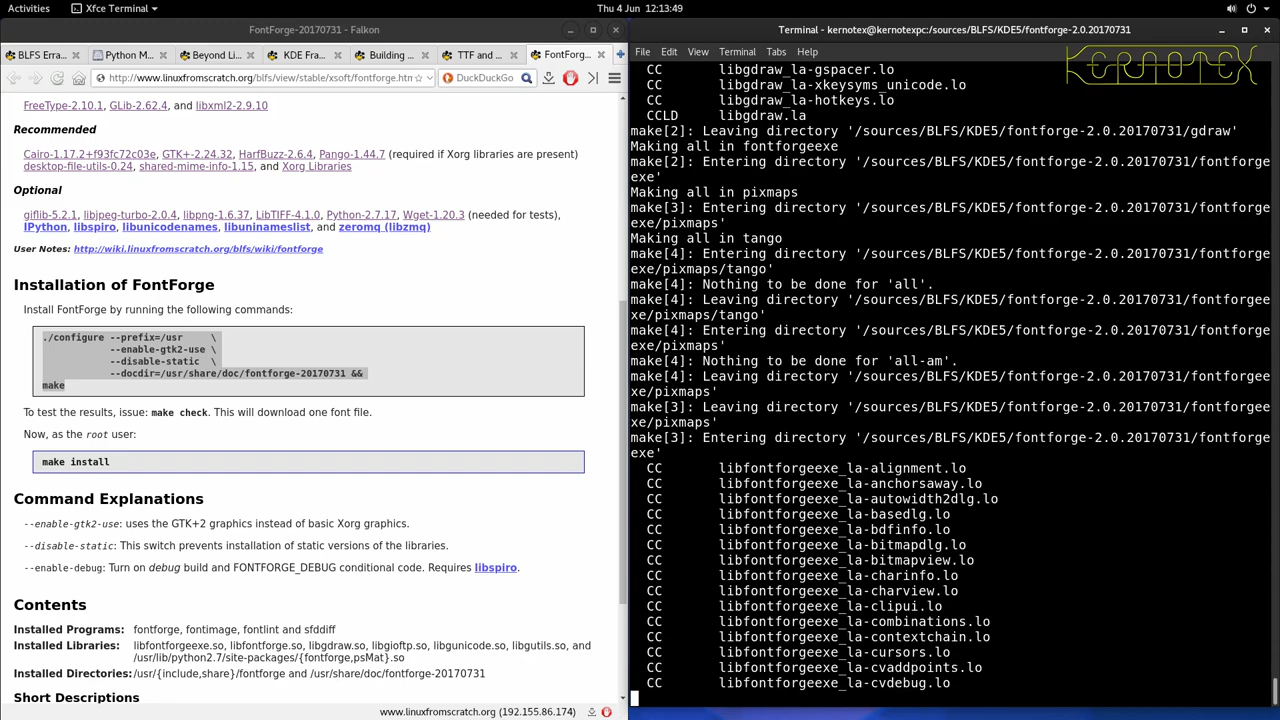 Activities
Xfce Terminal
Thu 4 Jun 12:13:49
FontForge-20170731 - Falkon
BLFS Erra...
Python M...
Beyond Li...
KDE Fra...
Building ...
TTF and ...
FontForg...
http://www.linuxfromscratch.org/blfs/view/stable/xsoft/fontforge.htm
DuckDuckGo
FreeType-2.10.1, GLib-2.62.4, and libxml2-2.9.10
Recommended
Cairo-1.17.2+f93fc72c03e, GTK+-2.24.32, HarfBuzz-2.6.4, Pango-1.44.7 (required if Xorg libraries are present)
desktop-file-utils-0.24, shared-mime-info-1.15, and Xorg Libraries
Optional
giflib-5.2.1, libjpeg-turbo-2.0.4, libpng-1.6.37, LibTIFF-4.1.0, Python-2.7.17, Wget-1.20.3 (needed for tests),
IPython, libspiro, libunicodenames, libuninameslist, and zeromq (libzmq)
User Notes: http://wiki.linuxfromscratch.org/blfs/wiki/fontforge
Installation of FontForge
Install FontForge by running the following commands:
./configure --prefix=/usr \
--enable-gtk2-use \
--disable-static \
--docdir=/usr/share/doc/fontforge-20170731 &&
make
To test the results, issue: make check. This will download one font file.
Now, as the root user:
make install
Command Explanations
--enable-gtk2-use: uses the GTK+2 graphics instead of basic Xorg graphics.
--disable-static: This switch prevents installation of static versions of the libraries.
--enable-debug: Turn on debug build and FONTFORGE_DEBUG conditional code. Requires libspiro.
Contents
Installed Programs: fontforge, fontimage, fontlint and sfddiff
Installed Libraries: libfontforgeexe.so, libfontforge.so, libgdraw.so, libgioftp.so, libgunicode.so, libgutils.so, and
/usr/lib/python2.7/site-packages/{fontforge,psMat}.so
Installed Directories: /usr/{include,share}/fontforge and /usr/share/doc/fontforge-20170731
Short Descriptions
www.linuxfromscratch.org (192.155.86.174)
Terminal - kernotex@kernotexpc:/sources/BLFS/KDE5/fontforge-2.0.20170731
File Edit View Terminal Tabs Help
KERNOTEX
CC libgdraw_la-gspacer.lo
CC libgdraw_la-xkeysyms_unicode.lo
CC libgdraw_la-hotkeys.lo
CCLD libgdraw.la
make[2]: Leaving directory '/sources/BLFS/KDE5/fontforge-2.0.20170731/gdraw'
Making all in fontforgeexe
make[2]: Entering directory '/sources/BLFS/KDE5/fontforge-2.0.20170731/fontforge
exe'
Making all in pixmaps
make[3]: Entering directory '/sources/BLFS/KDE5/fontforge-2.0.20170731/fontforge
exe/pixmaps'
Making all in tango
make[4]: Entering directory '/sources/BLFS/KDE5/fontforge-2.0.20170731/fontforge
exe/pixmaps/tango'
make[4]: Nothing to be done for 'all'.
make[4]: Leaving directory '/sources/BLFS/KDE5/fontforge-2.0.20170731/fontforge
exe/pixmaps/tango'
make[4]: Entering directory '/sources/BLFS/KDE5/fontforge-2.0.20170731/fontforge
exe/pixmaps'
make[4]: Nothing to be done for 'all-am'.
make[4]: Leaving directory '/sources/BLFS/KDE5/fontforge-2.0.20170731/fontforgee
xe/pixmaps'
make[3]: Leaving directory '/sources/BLFS/KDE5/fontforge-2.0.20170731/fontforgee
xe/pixmaps'
make[3]: Entering directory '/sources/BLFS/KDE5/fontforge-2.0.20170731/fontforge
exe'
CC libfontforgeexe_la-alignment.lo
CC libfontforgeexe_la-anchorsaway.lo
CC libfontforgeexe_la-autowidth2dlg.lo
CC libfontforgeexe_la-basedlg.lo
CC libfontforgeexe_la-bdfinfo.lo
CC libfontforgeexe_la-bitmapdlg.lo
CC libfontforgeexe_la-bitmapview.lo
CC libfontforgeexe_la-charinfo.lo
CC libfontforgeexe_la-charview.lo
CC libfontforgeexe_la-clipui.lo
CC libfontforgeexe_la-combinations.lo
CC libfontforgeexe_la-contextchain.lo
CC libfontforgeexe_la-cursors.lo
CC libfontforgeexe_la-cvaddpoints.lo
CC libfontforgeexe_la-cvdebug.lo